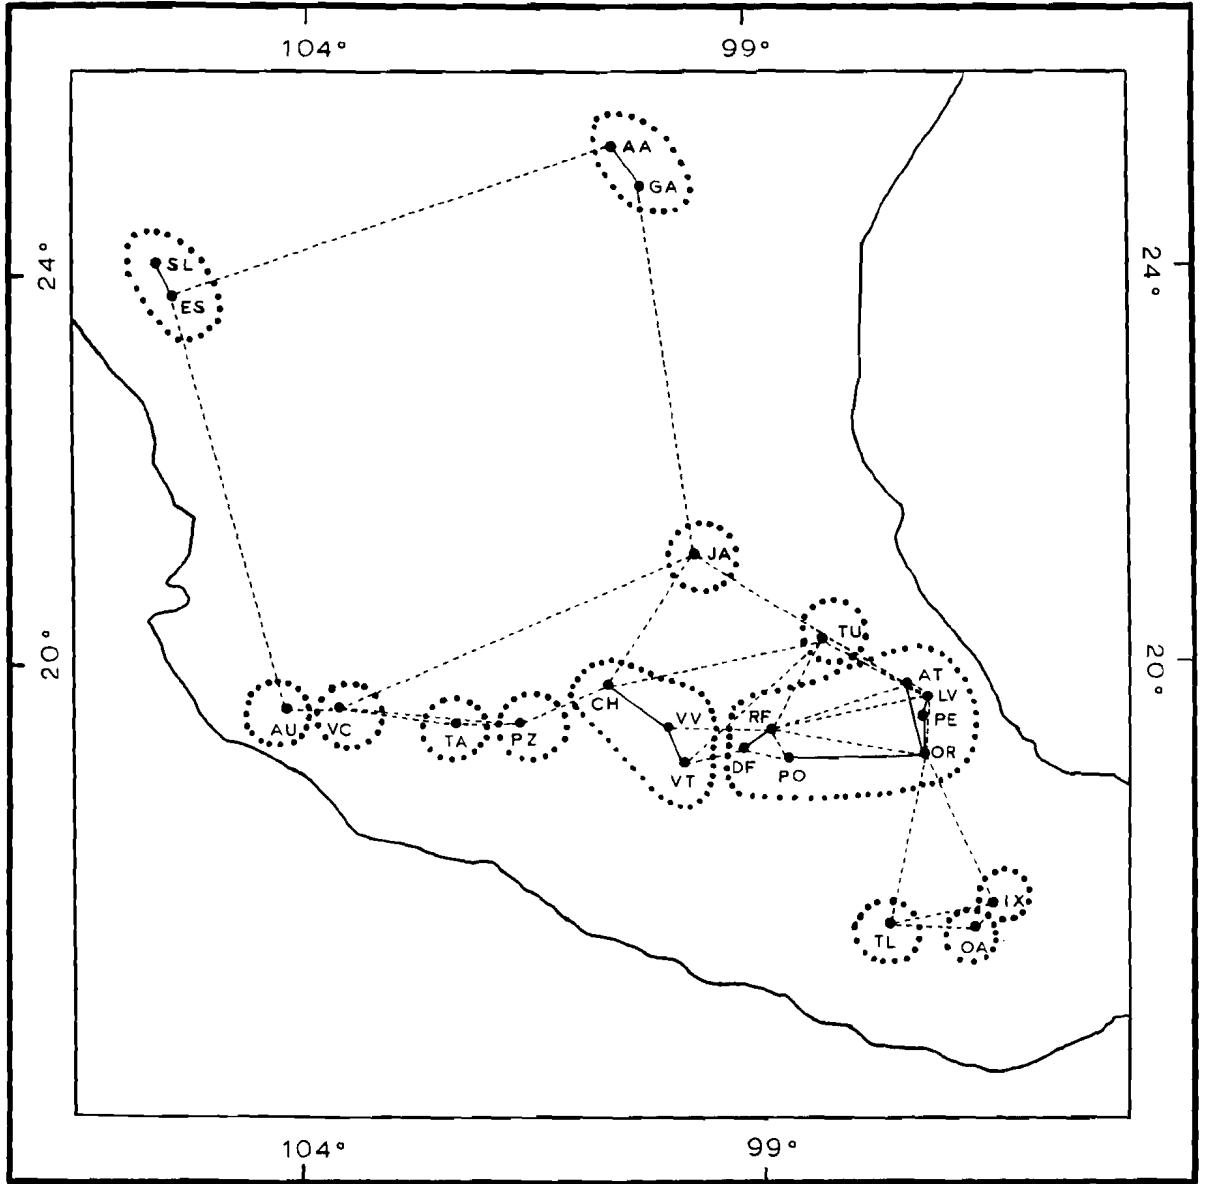 104° 99°
AA
GA
24° 24°
SL
ES
JA
TU
20° 20°
AT
CH LV
VV RF PE
AU VC TA PZ
OR
DF
VT PO
IX
TL OA
104° 99°